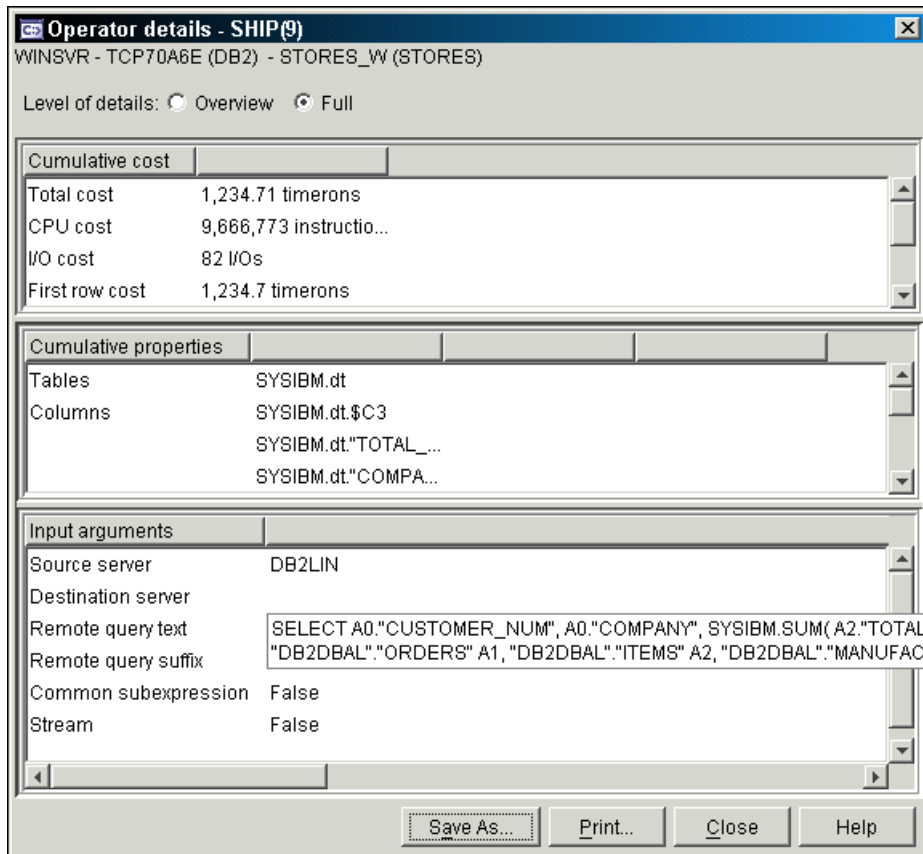 Operator details - SHIP(9)
WINSVR - TCP70A6E (DB2) - STORES_W (STORES)
Level of details: Overview Full
Cumulative cost
Total cost 1,234.71 timerons
CPU cost 9,666,773 instructio...
I/O cost 82 I/Os
First row cost 1,234.7 timerons
Cumulative properties
Tables SYSIBM.dt
Columns SYSIBM.dt.$C3
SYSIBM.dt."TOTAL_...
SYSIBM.dt."COMPA...
Input arguments
Source server DB2LIN
Destination server
Remote query text SELECT A0."CUSTOMER_NUM", A0."COMPANY", SYSIBM.SUM( A2."TOTAL
Remote query suffix "DB2DBAL"."ORDERS" A1, "DB2DBAL"."ITEMS" A2, "DB2DBAL"."MANUFAC
Common subexpression False
Stream False
Save As... Print... Close Help